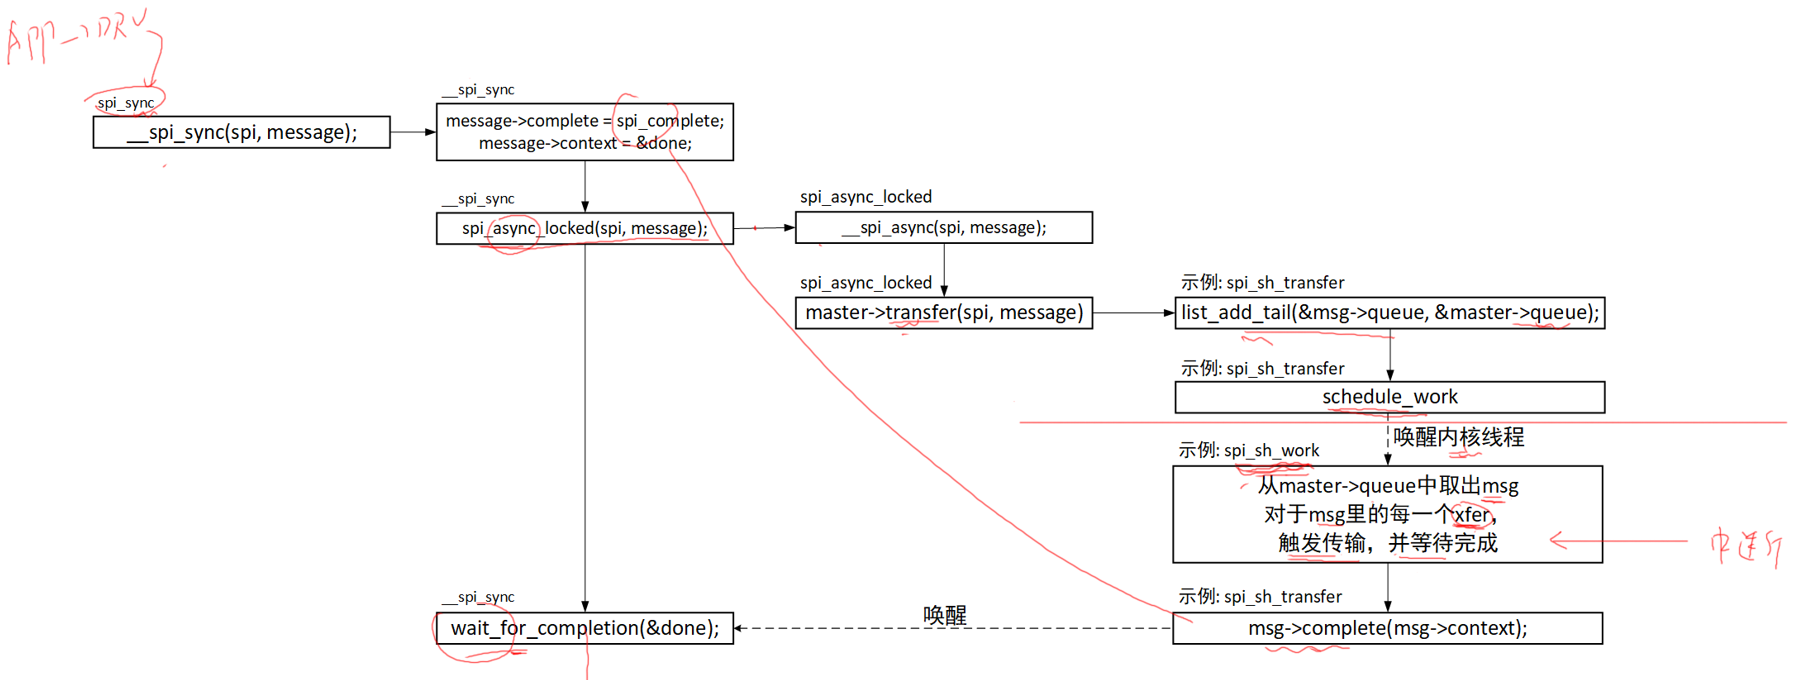 APP->DRV
spi_sync
__spi_sync(spi, message);
__spi_sync
message->complete = spi_complete;
message->context = &done;
__spi_sync
spi_async_locked(spi, message);
spi_async_locked
__spi_async(spi, message);
spi_async_locked
master->transfer(spi, message)
示例: spi_sh_transfer
list_add_tail(&msg->queue, &master->queue);
示例: spi_sh_transfer
schedule_work
唤醒内核线程
示例: spi_sh_work
从master->queue中取出msg
对于msg里的每一个xfer，
触发传输，并等待完成
__spi_sync
wait_for_completion(&done);
唤醒
示例: spi_sh_transfer
msg->complete(msg->context);